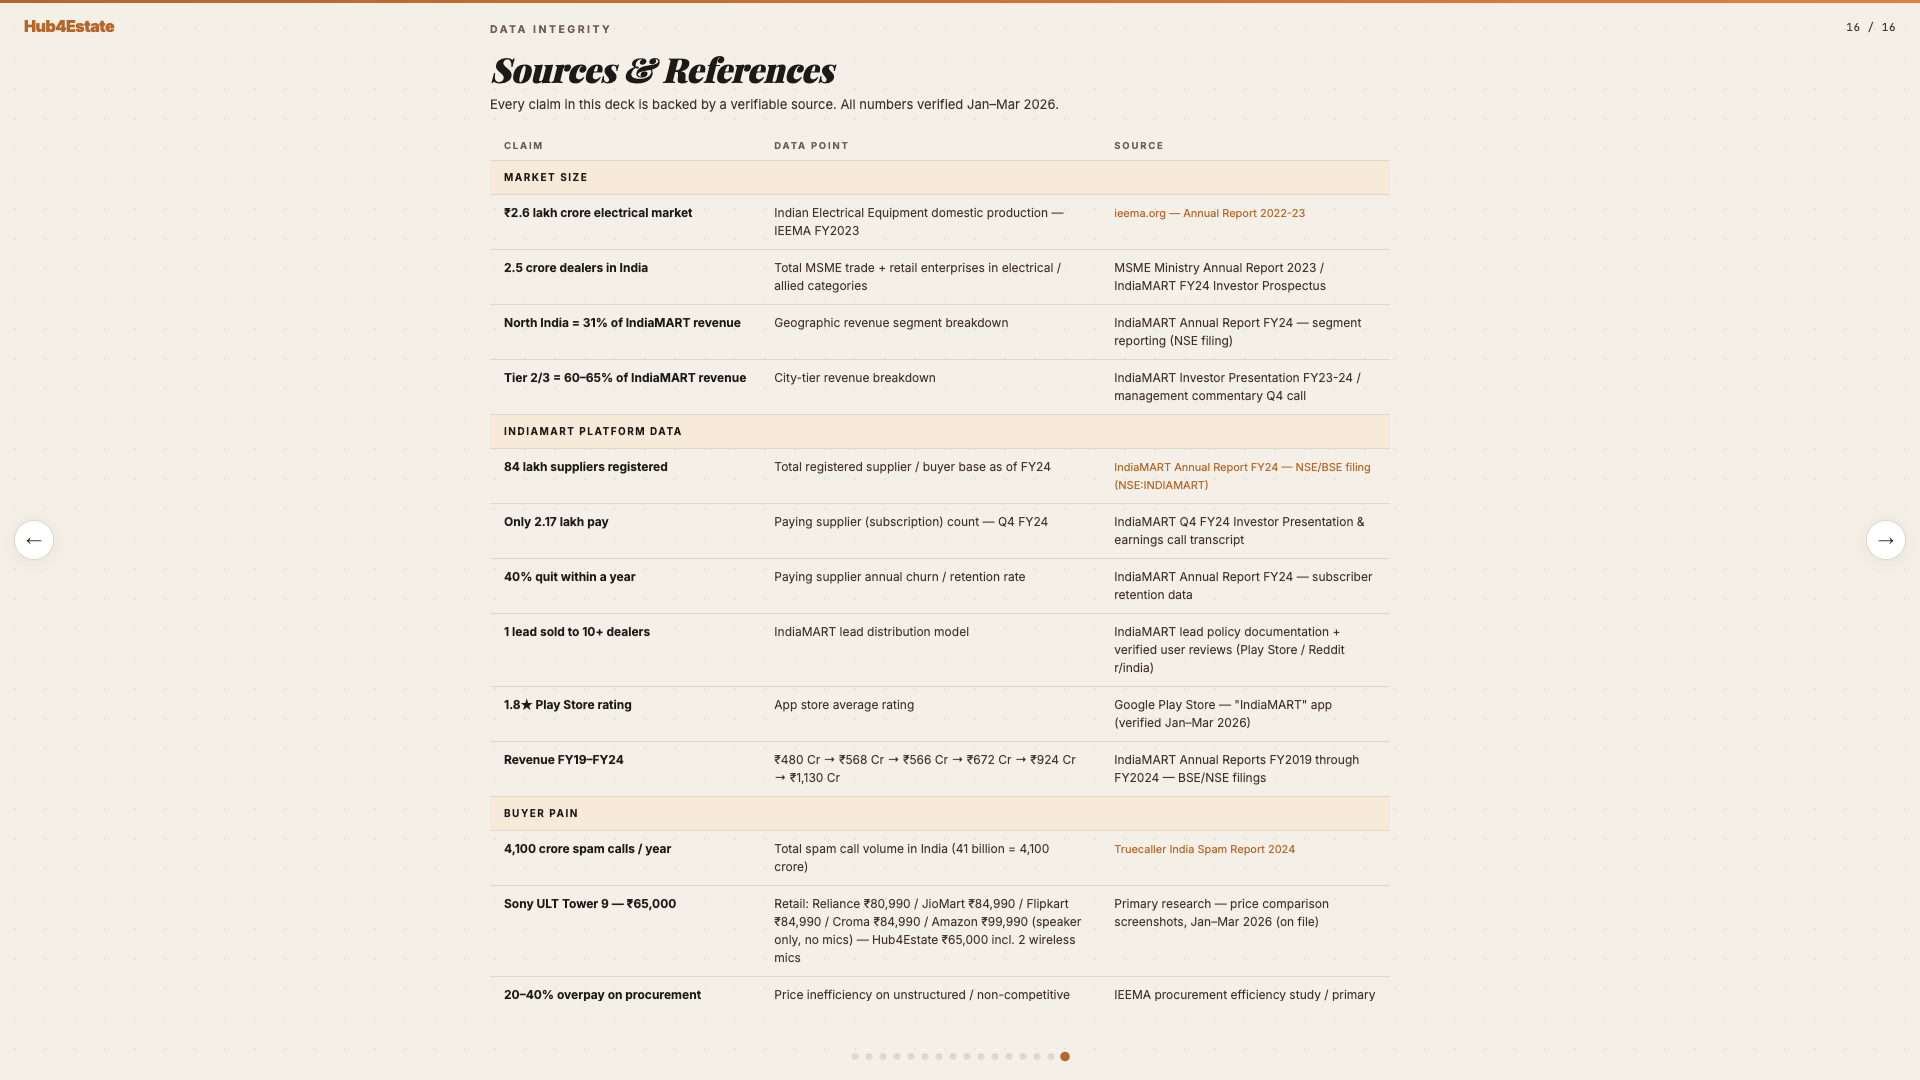 Hub4Estate
16 / 16
DATA INTEGRITY
Sources & References
Every claim in this deck is backed by a verifiable source. All numbers verified Jan–Mar 2026.
CLAIM DATA POINT SOURCE
MARKET SIZE
₹2.6 lakh crore electrical market
Indian Electrical Equipment domestic production —
IEEMA FY2023
ieema.org — Annual Report 2022-23
2.5 crore dealers in India
Total MSME trade + retail enterprises in electrical /
allied categories
MSME Ministry Annual Report 2023 /
IndiaMART FY24 Investor Prospectus
North India = 31% of IndiaMART revenue
Geographic revenue segment breakdown
IndiaMART Annual Report FY24 — segment
reporting (NSE filing)
Tier 2/3 = 60–65% of IndiaMART revenue
City-tier revenue breakdown
IndiaMART Investor Presentation FY23-24 /
management commentary Q4 call
INDIAMART PLATFORM DATA
84 lakh suppliers registered
Total registered supplier / buyer base as of FY24
IndiaMART Annual Report FY24 — NSE/BSE filing
(NSE:INDIAMART)
Only 2.17 lakh pay
Paying supplier (subscription) count — Q4 FY24
IndiaMART Q4 FY24 Investor Presentation &
earnings call transcript
40% quit within a year
Paying supplier annual churn / retention rate
IndiaMART Annual Report FY24 — subscriber
retention data
1 lead sold to 10+ dealers
IndiaMART lead distribution model
IndiaMART lead policy documentation +
verified user reviews (Play Store / Reddit
r/india)
1.8★ Play Store rating
App store average rating
Google Play Store — "IndiaMART" app
(verified Jan–Mar 2026)
Revenue FY19–FY24
₹480 Cr → ₹568 Cr → ₹566 Cr → ₹672 Cr → ₹924 Cr
→ ₹1,130 Cr
IndiaMART Annual Reports FY2019 through
FY2024 — BSE/NSE filings
BUYER PAIN
4,100 crore spam calls / year
Total spam call volume in India (41 billion = 4,100
crore)
Truecaller India Spam Report 2024
Sony ULT Tower 9 — ₹65,000
Retail: Reliance ₹80,990 / JioMart ₹84,990 / Flipkart
₹84,990 / Croma ₹84,990 / Amazon ₹99,990 (speaker
only, no mics) — Hub4Estate ₹65,000 incl. 2 wireless
mics
Primary research — price comparison
screenshots, Jan–Mar 2026 (on file)
20–40% overpay on procurement
Price inefficiency on unstructured / non-competitive
IEEMA procurement efficiency study / primary